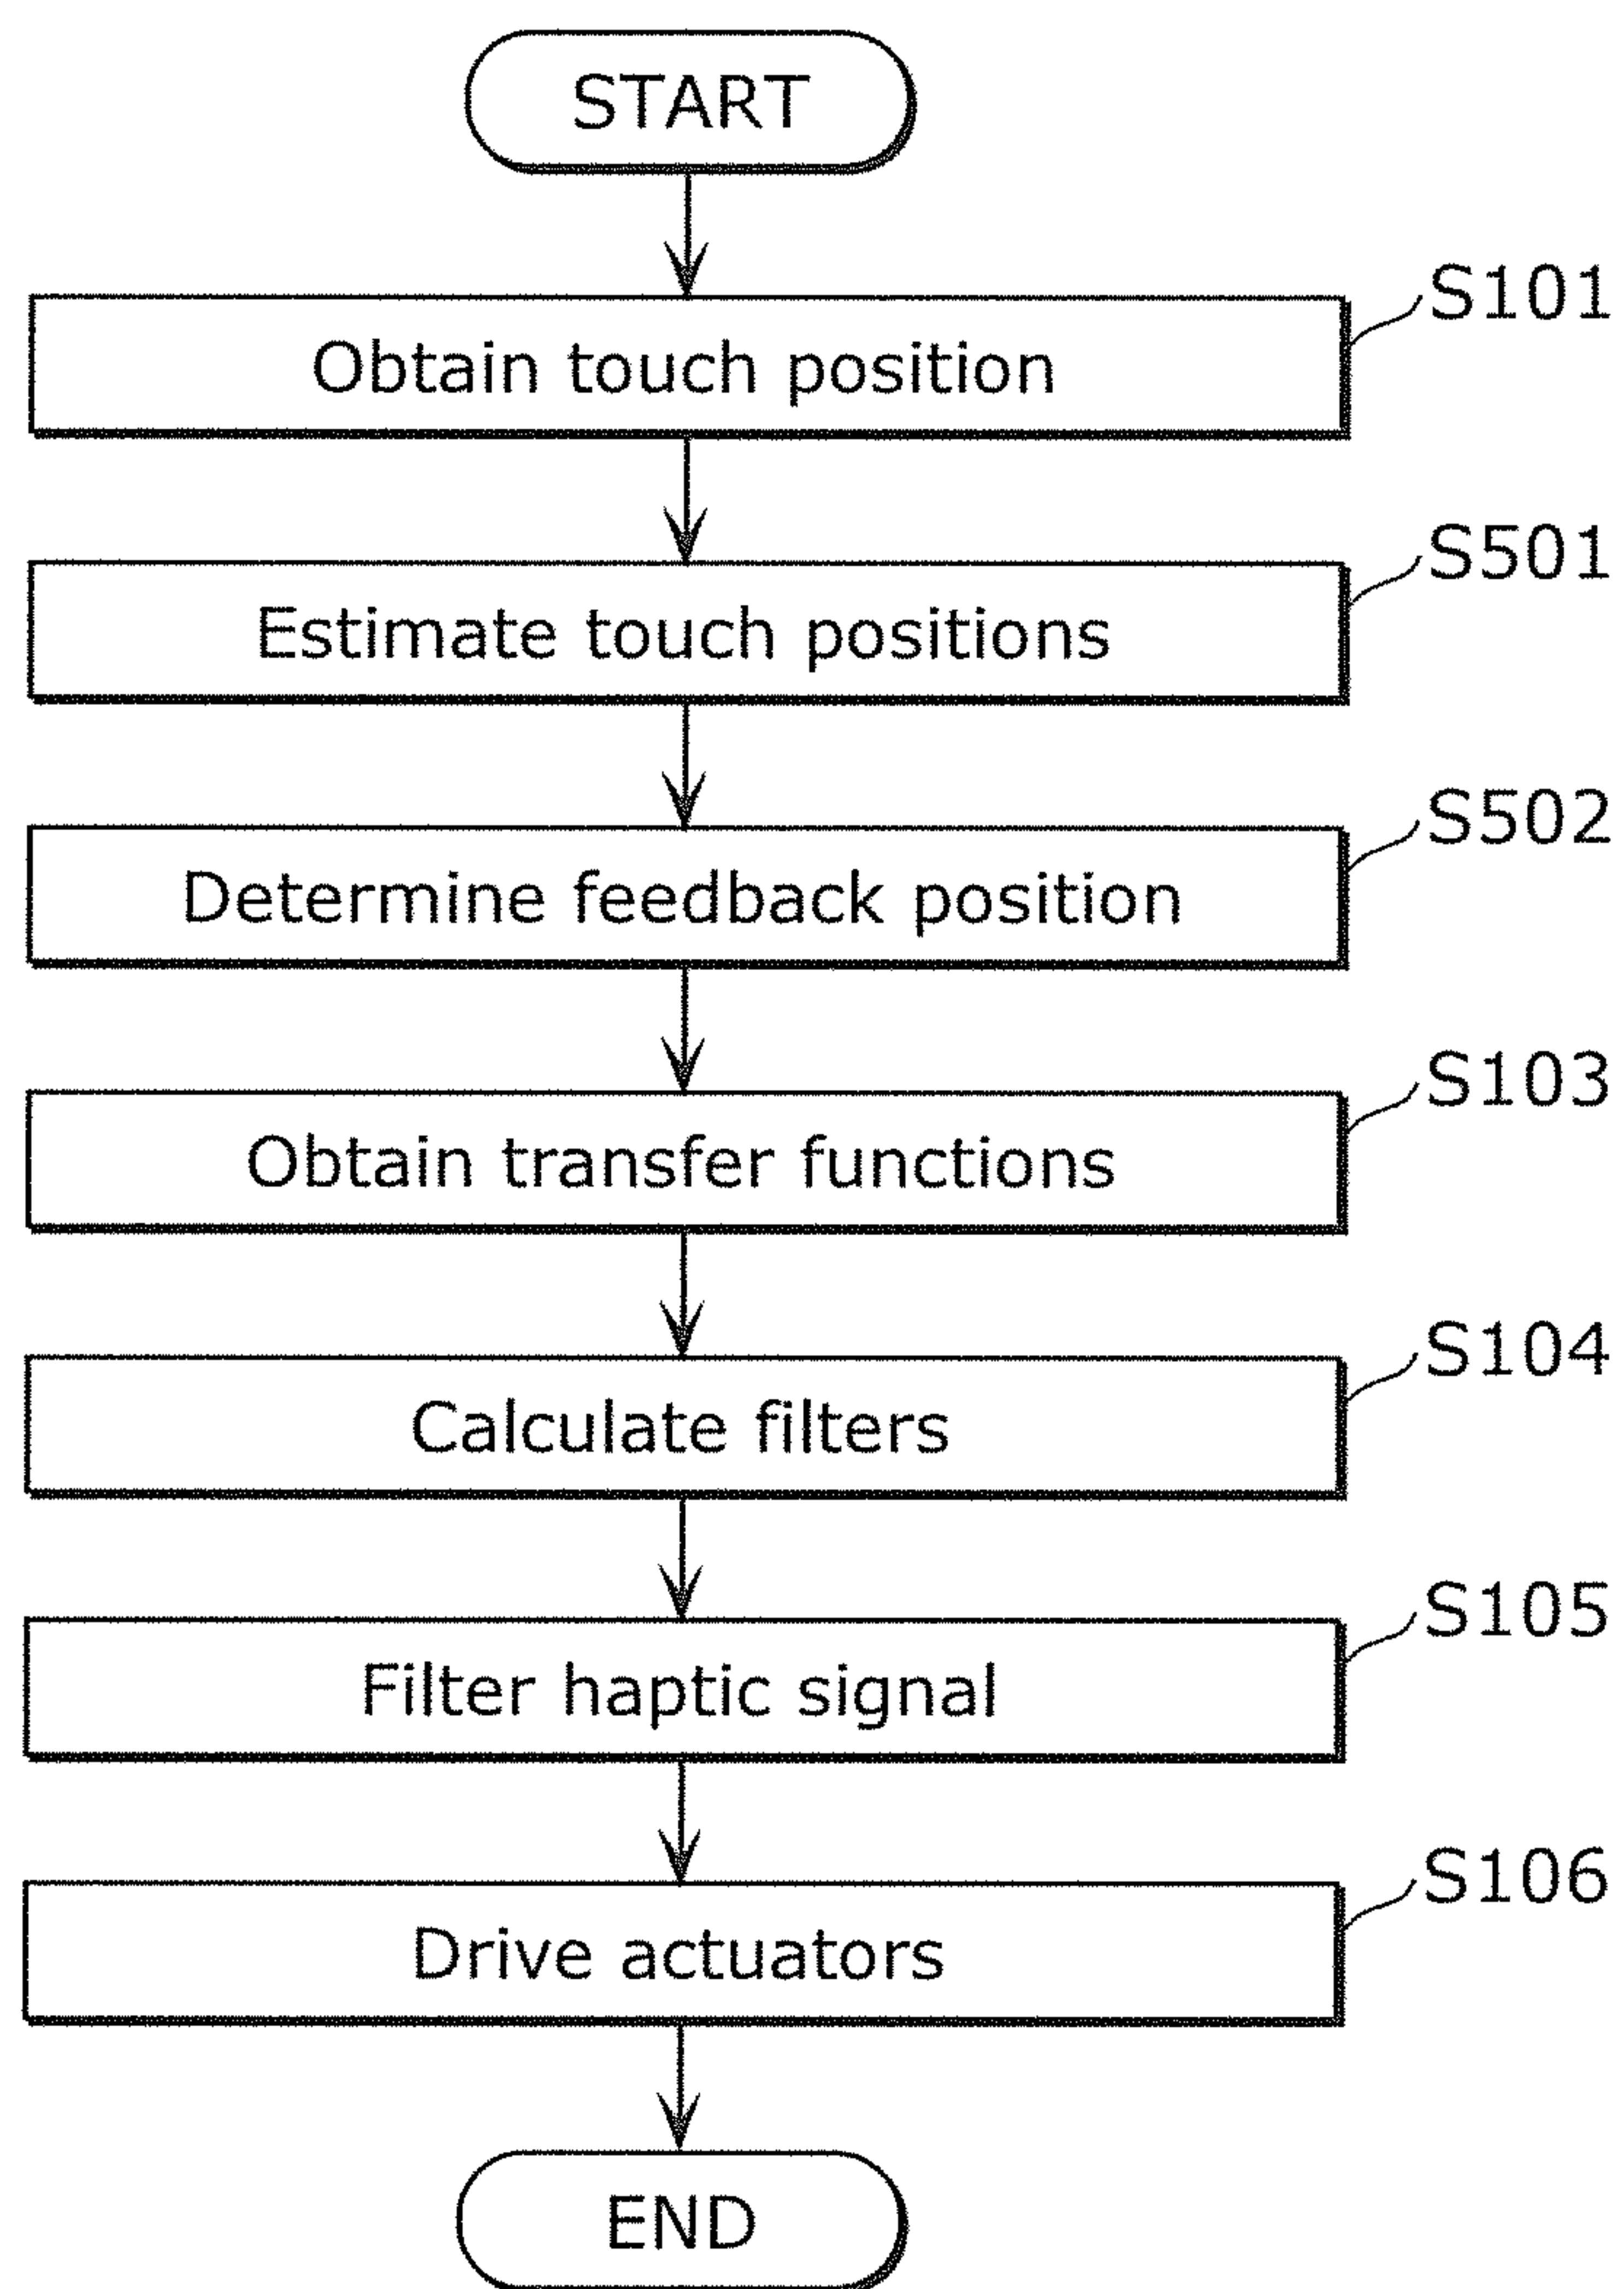 START
S101
Obtain touch position
S501
Estimate touch positions
S502
Determine feedback position
S103
Obtain transfer functions
S104
Calculate filters
S105
Filter haptic signal
S106
Drive actuators
END